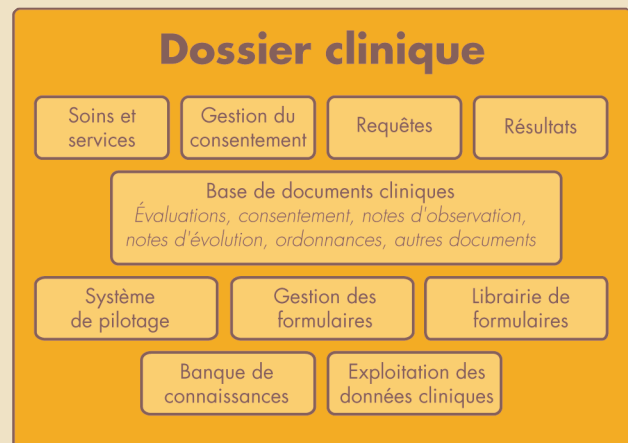 Dossier clinique
Soins et
services
Gestion du
consentement
Requêtes
Résultats
Base de documents cliniques
Évaluations, consentement, notes d'observation,
notes d'évolution, ordonnances, autres documents
Système
de pilotage
Gestion des
formulaires
Librairie de
formulaires
Banque de
connaissances
Exploitation des
données cliniques